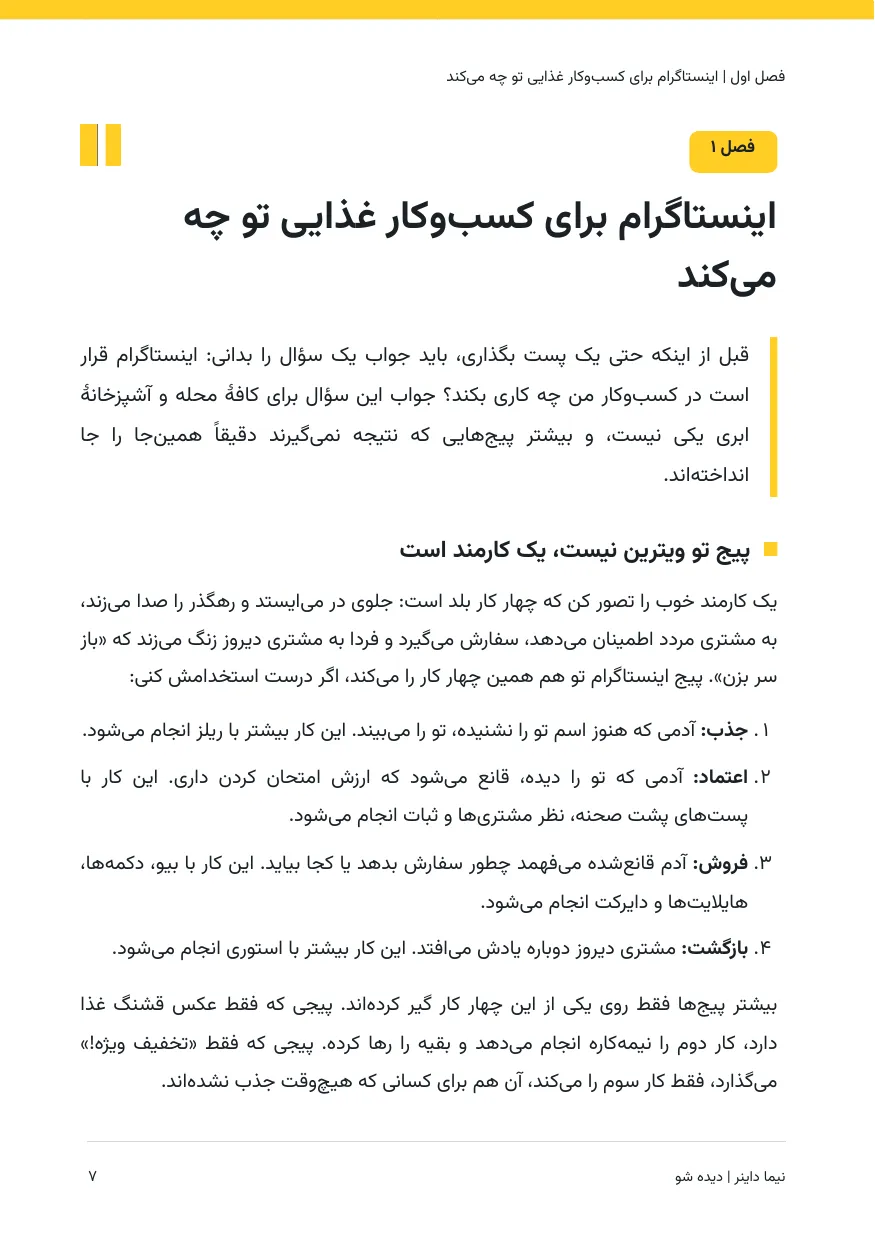 فصل اول | اینستاگرام برای کسب‌وکار غذایی تو چه می‌کند
فصل ۱
اینستاگرام برای کسب‌وکار غذایی تو چه
می‌کند
قبل از اینکه حتی یک پست بگذاری، باید جواب یک سؤال را بدانی: اینستاگرام قرار
است در کسب‌وکار من چه کاری بکند؟ جواب این سؤال برای کافهٔ محله و آشپزخانهٔ
ابری یکی نیست، و بیشتر پیج‌هایی که نتیجه نمی‌گیرند دقیقاً همین‌جا را جا
انداخته‌اند.
پیج تو ویترین نیست، یک کارمند است
یک کارمند خوب را تصور کن که چهار کار بلد است: جلوی در می‌ایستد و رهگذر را صدا می‌زند،
به مشتری مردد اطمینان می‌دهد، سفارش می‌گیرد و فردا به مشتری دیروز زنگ می‌زند که «باز
سر بزن». پیج اینستاگرام تو هم همین چهار کار را می‌کند، اگر درست استخدامش کنی:
۱. جذب: آدمی که هنوز اسم تو را نشنیده، تو را می‌بیند. این کار بیشتر با ریلز انجام می‌شود.
۲. اعتماد: آدمی که تو را دیده، قانع می‌شود که ارزش امتحان کردن داری. این کار با
پست‌های پشت صحنه، نظر مشتری‌ها و ثبات انجام می‌شود.
۳. فروش: آدم قانع‌شده می‌فهمد چطور سفارش بدهد یا کجا بیاید. این کار با بیو، دکمه‌ها،
هایلایت‌ها و دایرکت انجام می‌شود.
۴. بازگشت: مشتری دیروز دوباره یادش می‌افتد. این کار بیشتر با استوری انجام می‌شود.
بیشتر پیج‌ها فقط روی یکی از این چهار کار گیر کرده‌اند. پیجی که فقط عکس قشنگ غذا
دارد، کار دوم را نیمه‌کاره انجام می‌دهد و بقیه را رها کرده. پیجی که فقط «تخفیف ویژه!»
می‌گذارد، فقط کار سوم را می‌کند، آن هم برای کسانی که هیچ‌وقت جذب نشده‌اند.
نیما داینر | دیده شو
۷